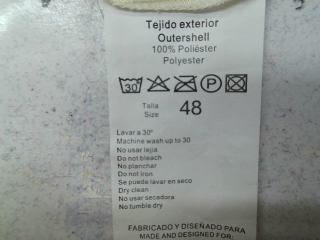 Tejido exterior
Outershell
100% Poliéster
Polyester
30 P
Talla
Size 48
Lavar a 30º
Machine wash up to 30
No usar lejia
Do not bleach
No planchar
Do not iron
Se puede lavar en seco
Dry clean
No usar secadora
No tumble dry
FABRICADO Y DISEÑADO PARA
MADE AND DESIGNED FOR: